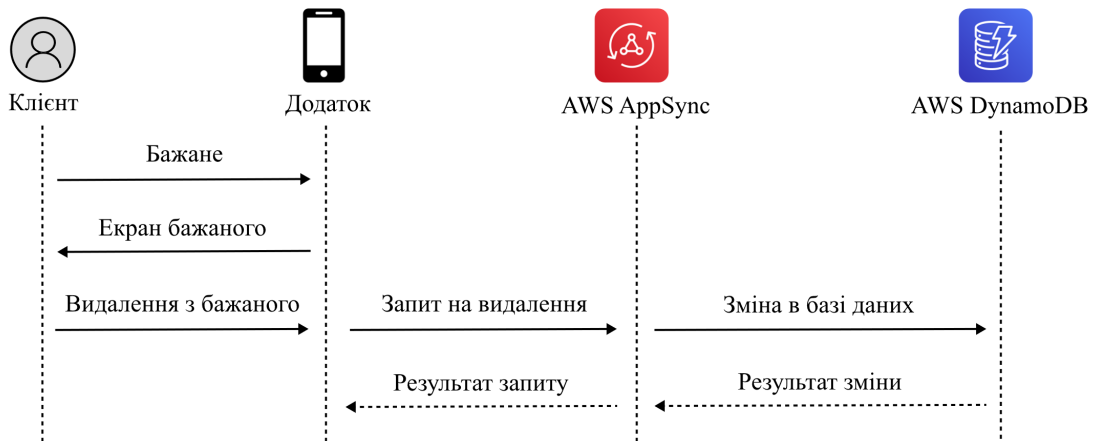 Клієнт
Додаток
AWS AppSync
AWS DynamoDB
Бажане
Екран бажаного
Видалення з бажаного
Запит на видалення
Зміна в базі даних
Результат запиту
Результат зміни